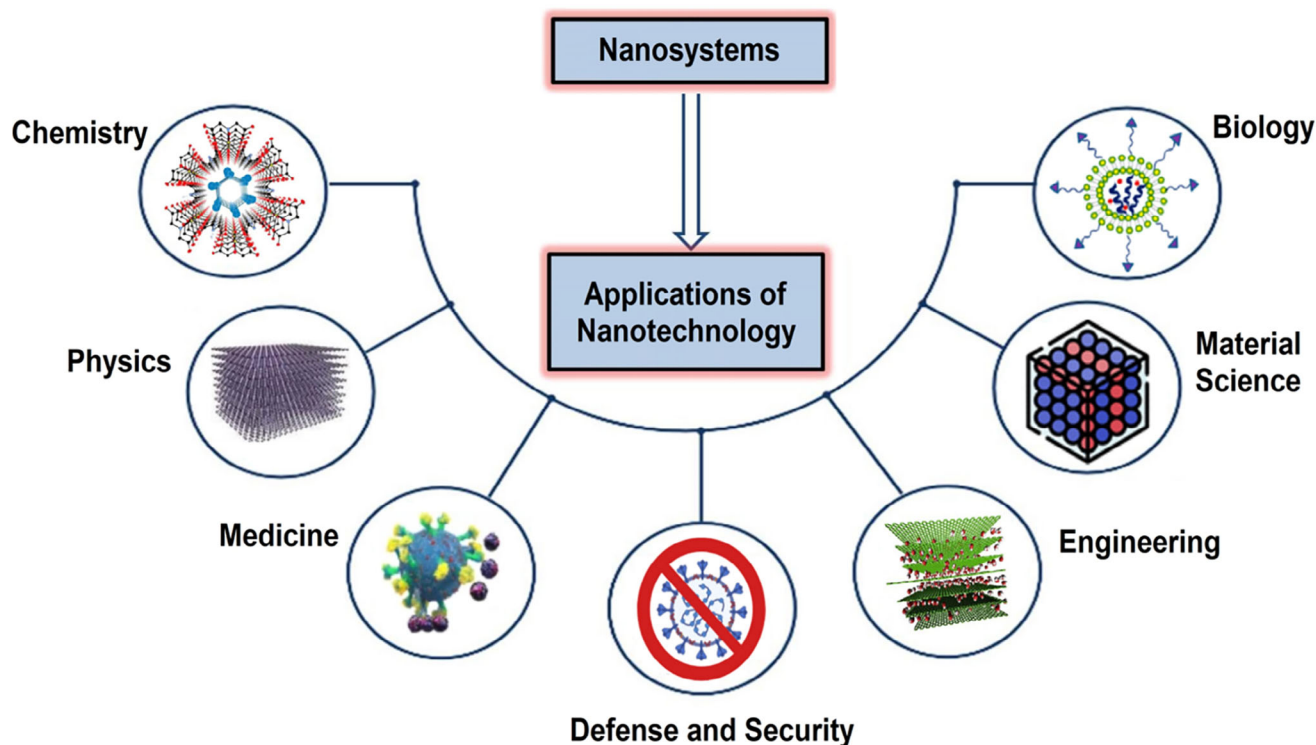 Nanosystems
Chemistry
Biology
Applications of
Nanotechnology
Physics
Material
Science
Medicine
Engineering
Defense and Security